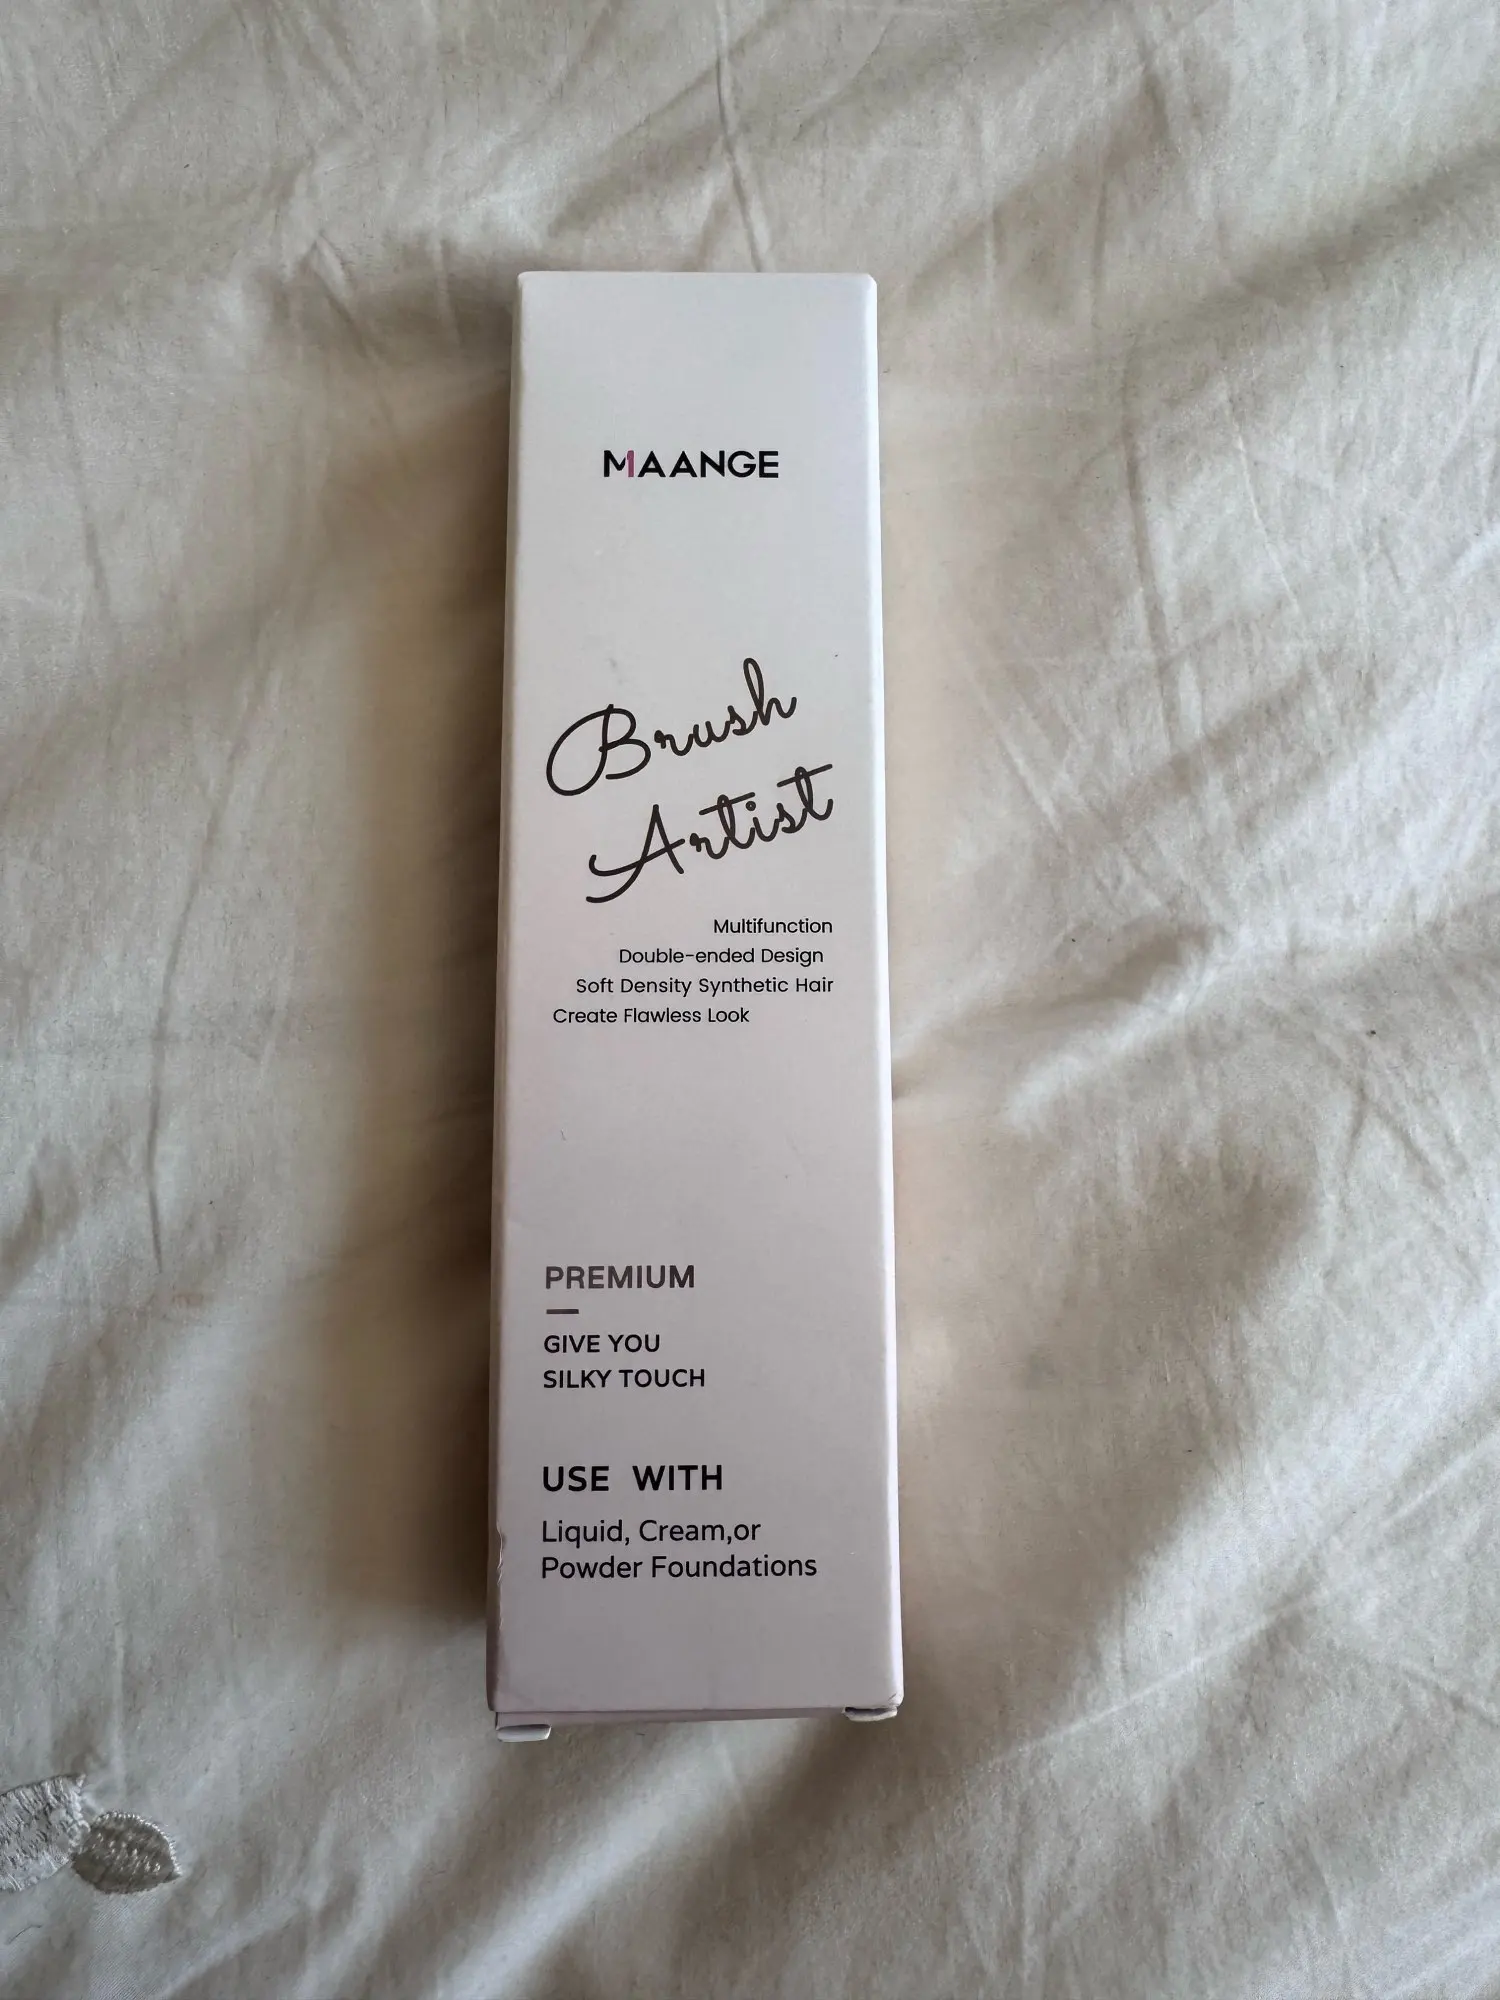 MAANGE
Brush
Artist
Multifunction
Double-ended Design
Soft Density Synthetic Hair
Create Flawless Look
PREMIUM
GIVE YOU
SILKY TOUCH
USE WITH
Liquid, Cream,or
Powder Foundations